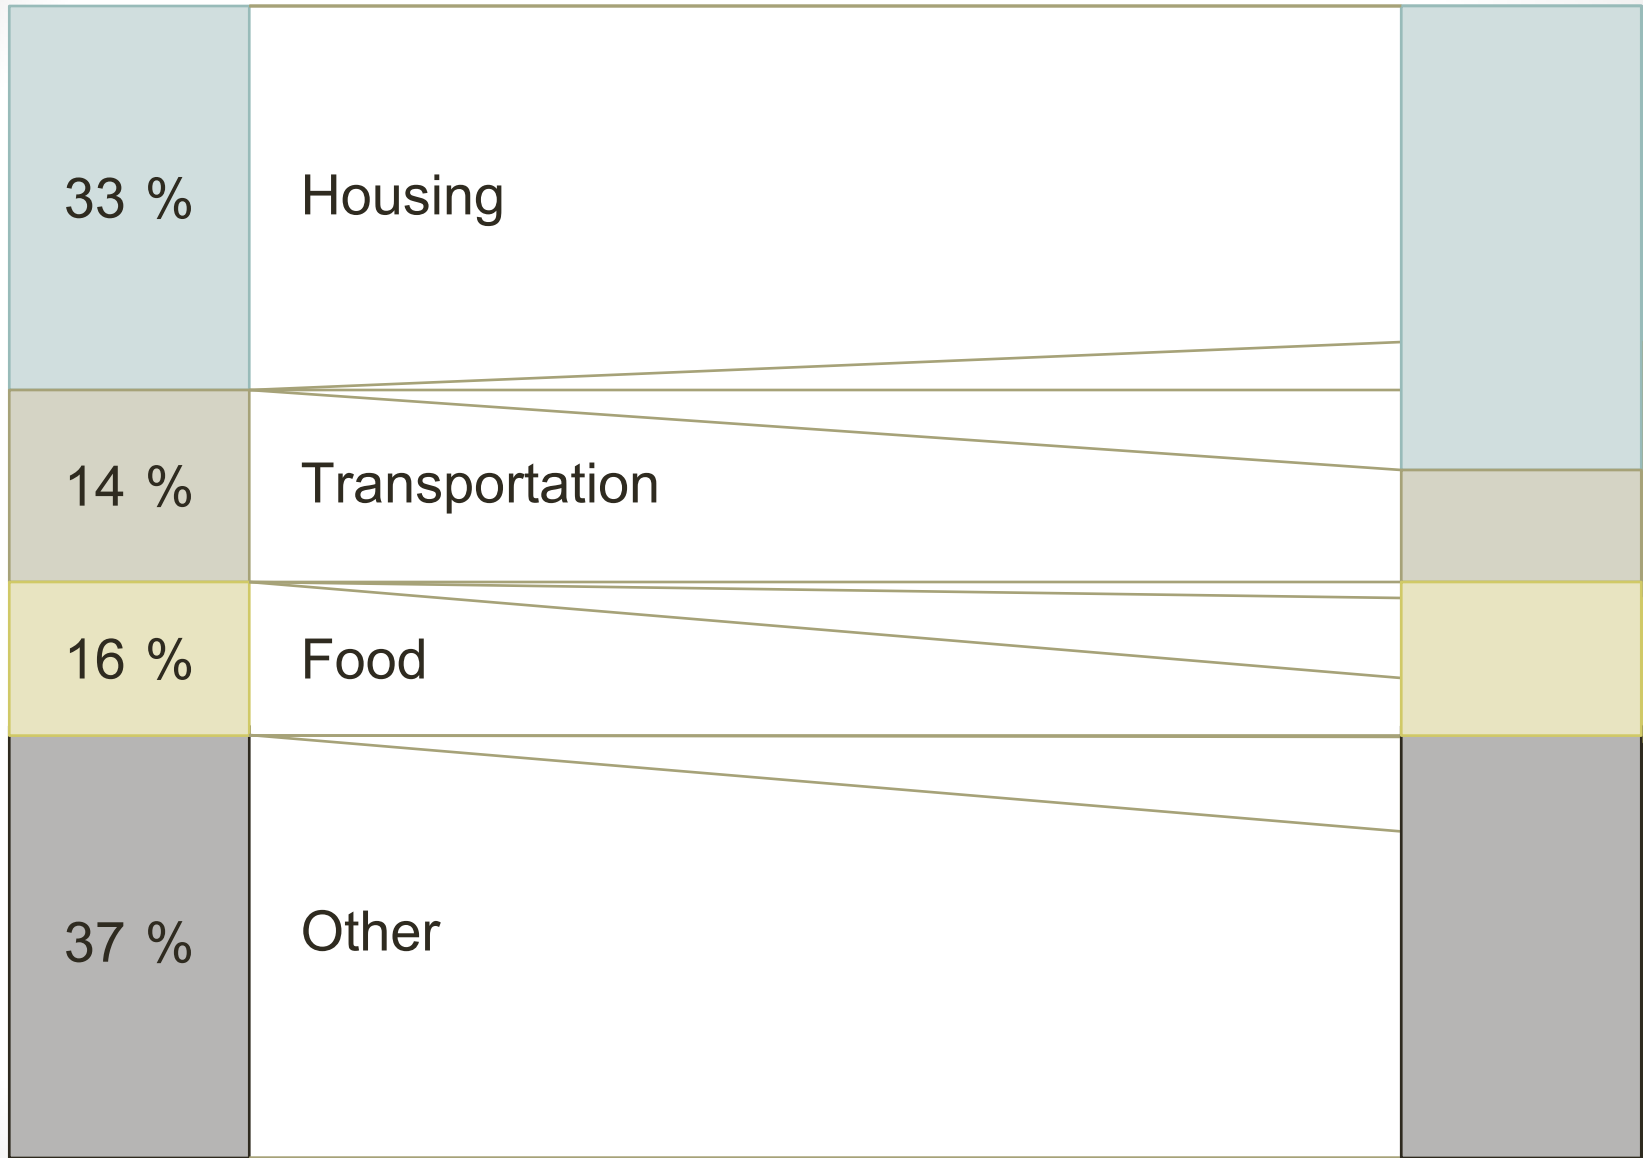 33 % Housing
14 % Transportation
16 % Food
37 % Other